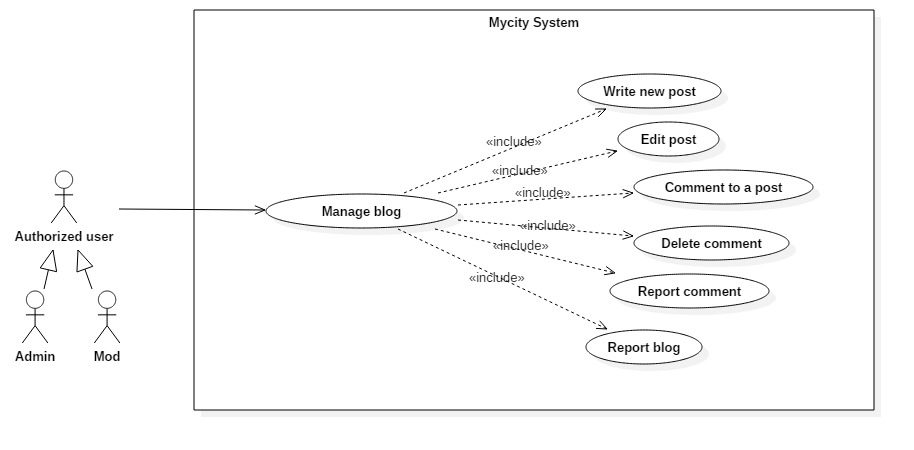 Mycity System
Write new post
«include»
Edit post
«include»
Comment to a post
«include»
Manage blog
Authorized user
«include»
Delete comment
«include»
Report comment
«include»
Report blog
Admin
Mod